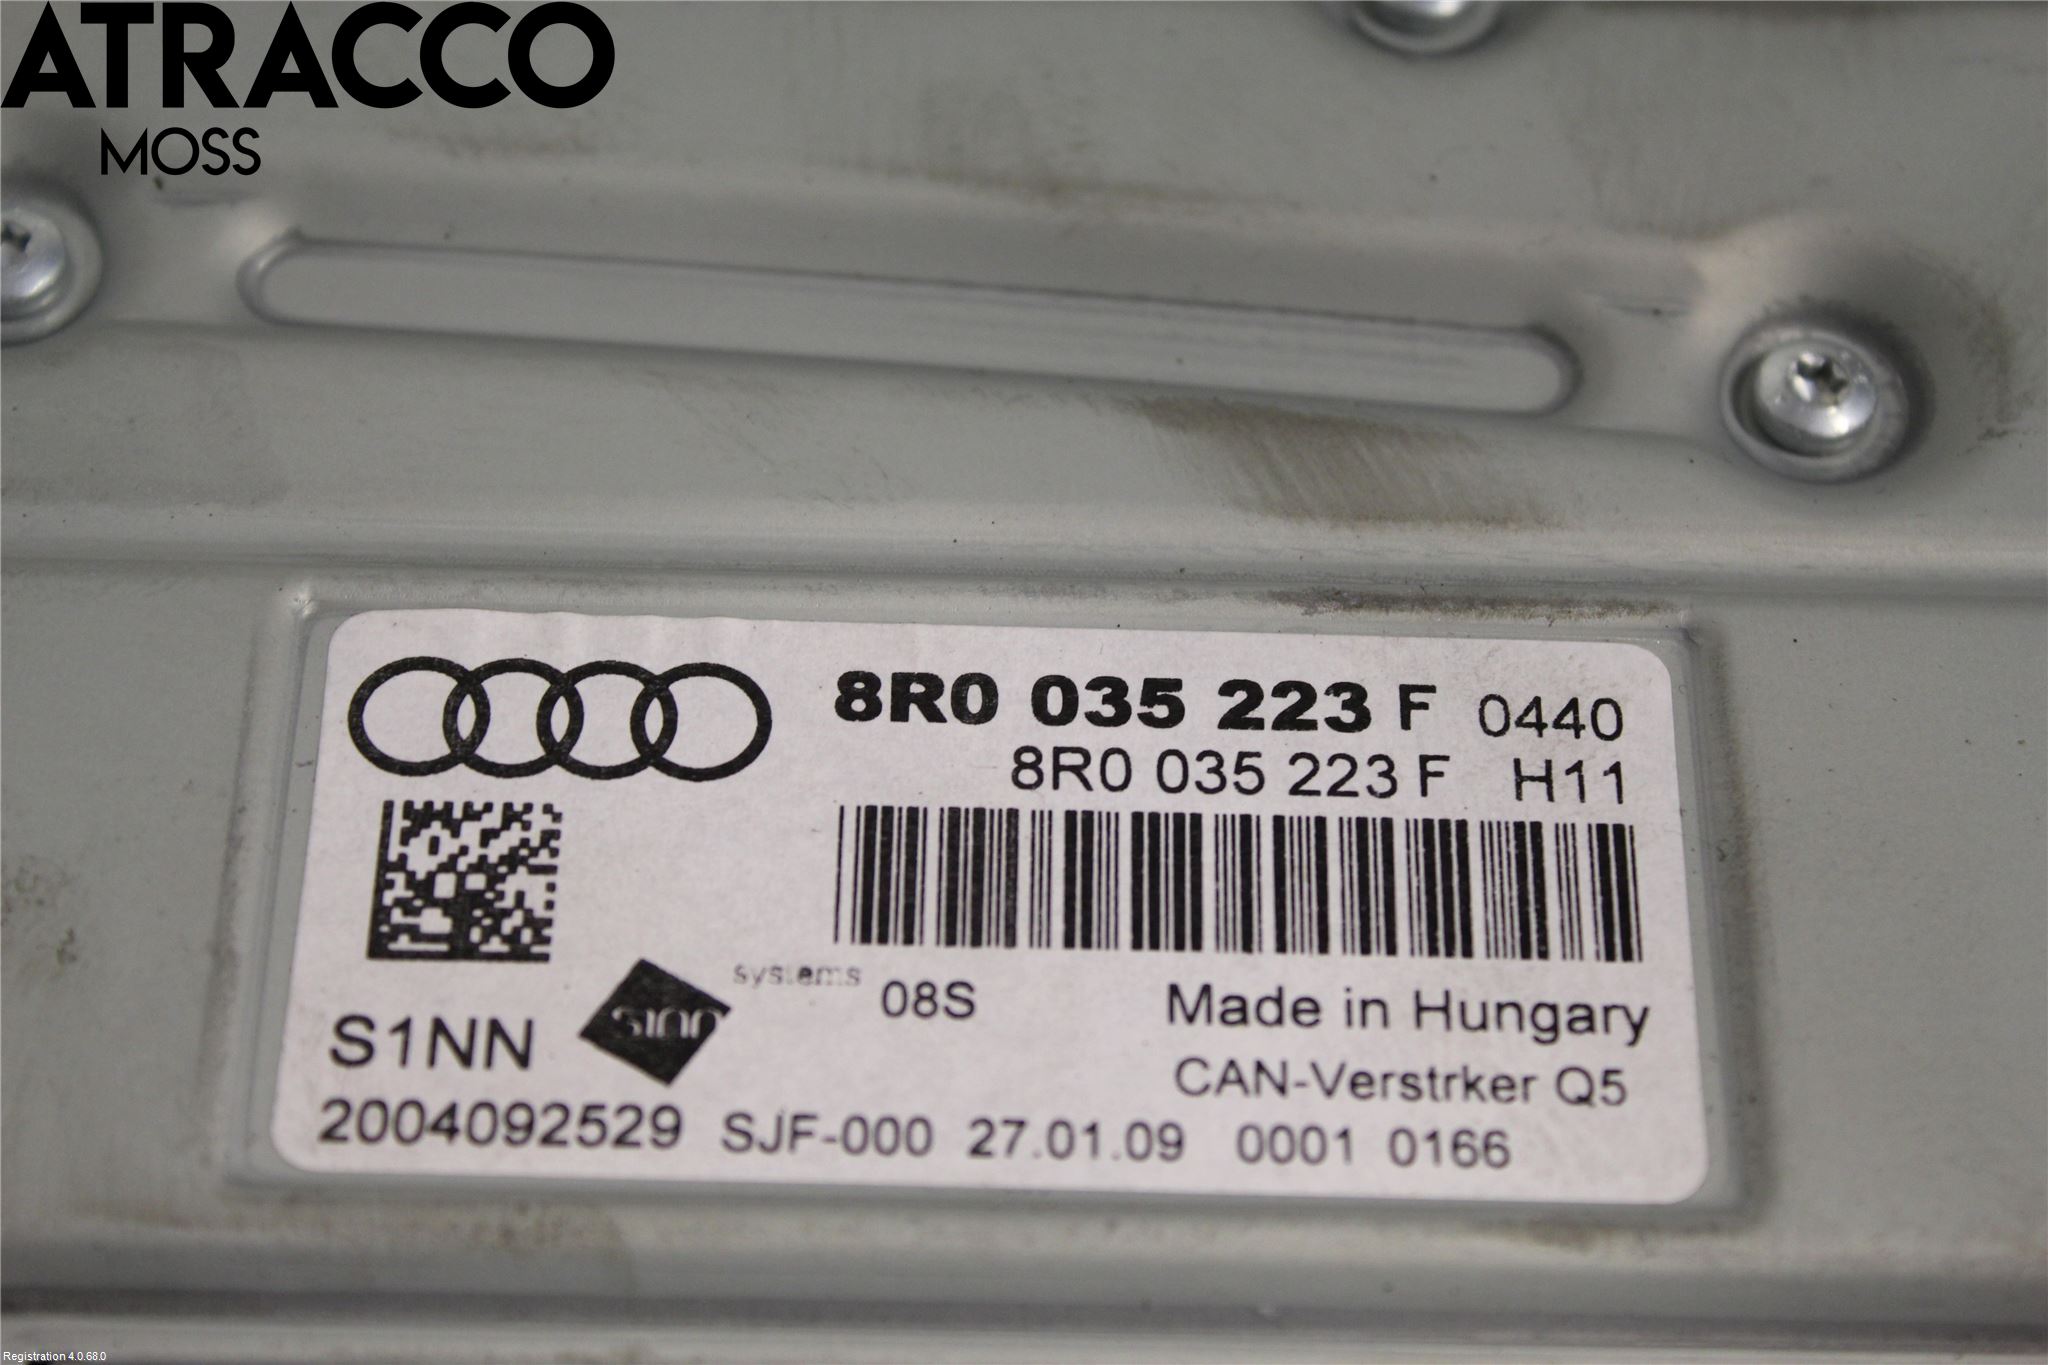 ATRACCO
MOSS
8R0 035 223 F 0440
8R0 035 223 F H11
systems
sinn
08S
Made in Hungary
S1NN
CAN-Verstrker Q5
2004092529 SJF-000 27.01.09 0001 0166
Registration 4.0.68.0